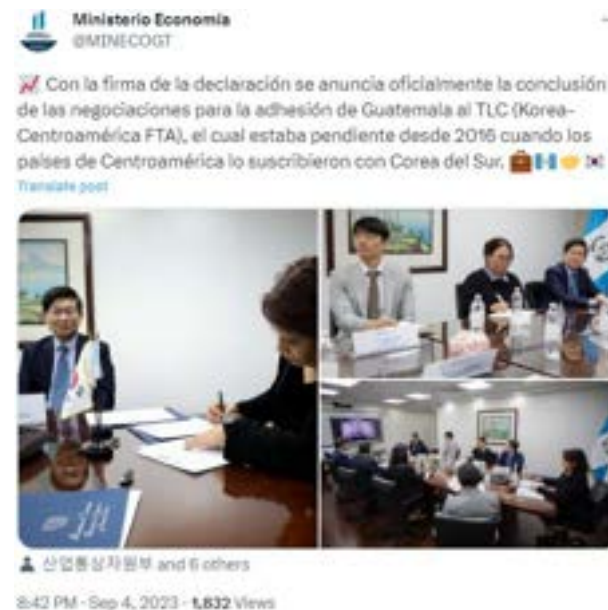 Ministerio Economía
@MINECOGT
Con la firma de la declaración se anuncia oficialmente la conclusión
de las negociaciones para la adhesión de Guatemala al TLC (Korea-
Centroamérica FTA), el cual estaba pendiente desde 2016 cuando los
países de Centroamérica lo suscribieron con Corea del Sur.
Translate post
산업통상자원부 and 6 others
8:42 PM · Sep 4, 2023 · 1,832 Views